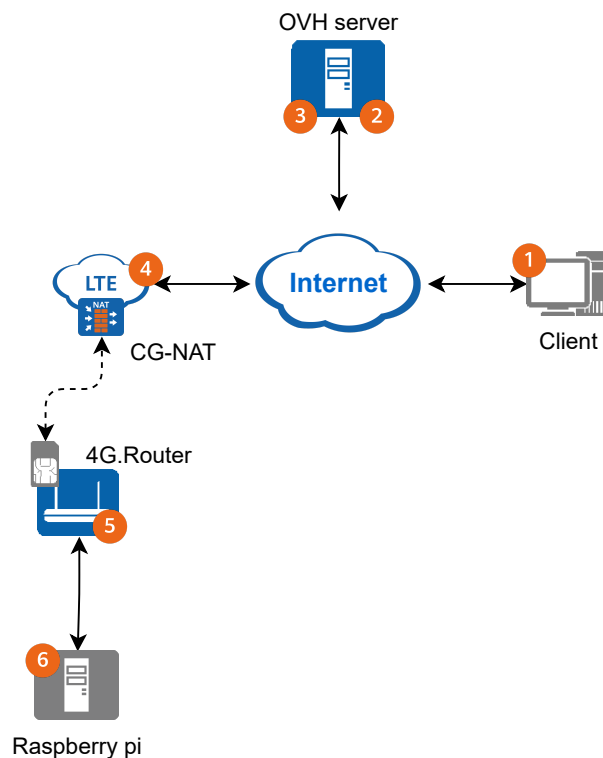 OVH server
3
2
4
LTE
NAT
CG-NAT
Internet
1
Client
4G.Router
5
6
Raspberry pi